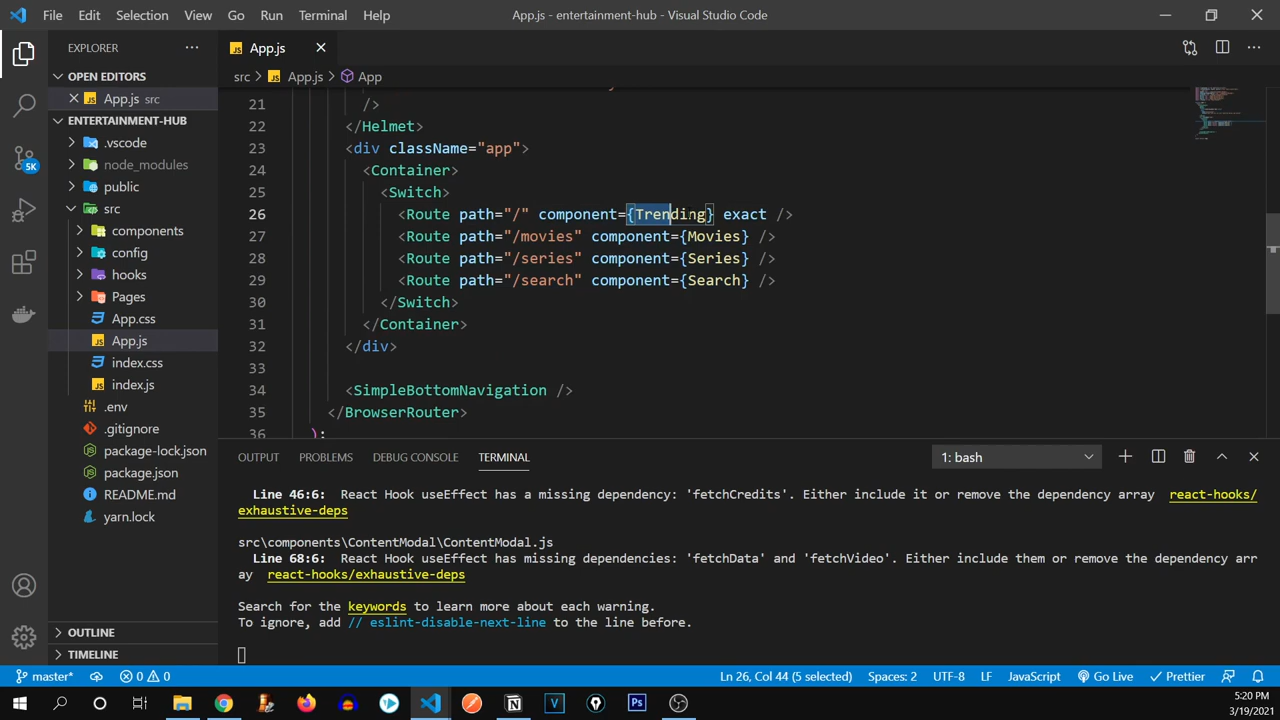 File Edit Selection View Go Run Terminal Help
App.js - entertainment-hub - Visual Studio Code
EXPLORER
OPEN EDITORS
App.js src
ENTERTAINMENT-HUB
.vscode
node_modules
public
src
components
config
hooks
Pages
App.css
App.js
index.css
index.js
.env
.gitignore
package-lock.json
package.json
README.md
yarn.lock
OUTLINE
TIMELINE
5K
App.js
src > App.js > App
21 />
22 </Helmet>
23 <div className="app">
24 <Container>
25 <Switch>
26 <Route path="/" component={Trending} exact />
27 <Route path="/movies" component={Movies} />
28 <Route path="/series" component={Series} />
29 <Route path="/search" component={Search} />
30 </Switch>
31 </Container>
32 </div>
33
34 <SimpleBottomNavigation />
35 </BrowserRouter>
36 );
OUTPUT PROBLEMS DEBUG CONSOLE TERMINAL
1: bash
Line 46:6: React Hook useEffect has a missing dependency: 'fetchCredits'. Either include it or remove the dependency array react-hooks/
exhaustive-deps
src\components\ContentModal\ContentModal.js
Line 68:6: React Hook useEffect has missing dependencies: 'fetchData' and 'fetchVideo'. Either include them or remove the dependency arr
ay react-hooks/exhaustive-deps
Search for the keywords to learn more about each warning.
To ignore, add // eslint-disable-next-line to the line before.
master* 0 0 Ln 26, Col 44 (5 selected) Spaces: 2 UTF-8 LF JavaScript Go Live Prettier
5:20 PM
3/19/2021